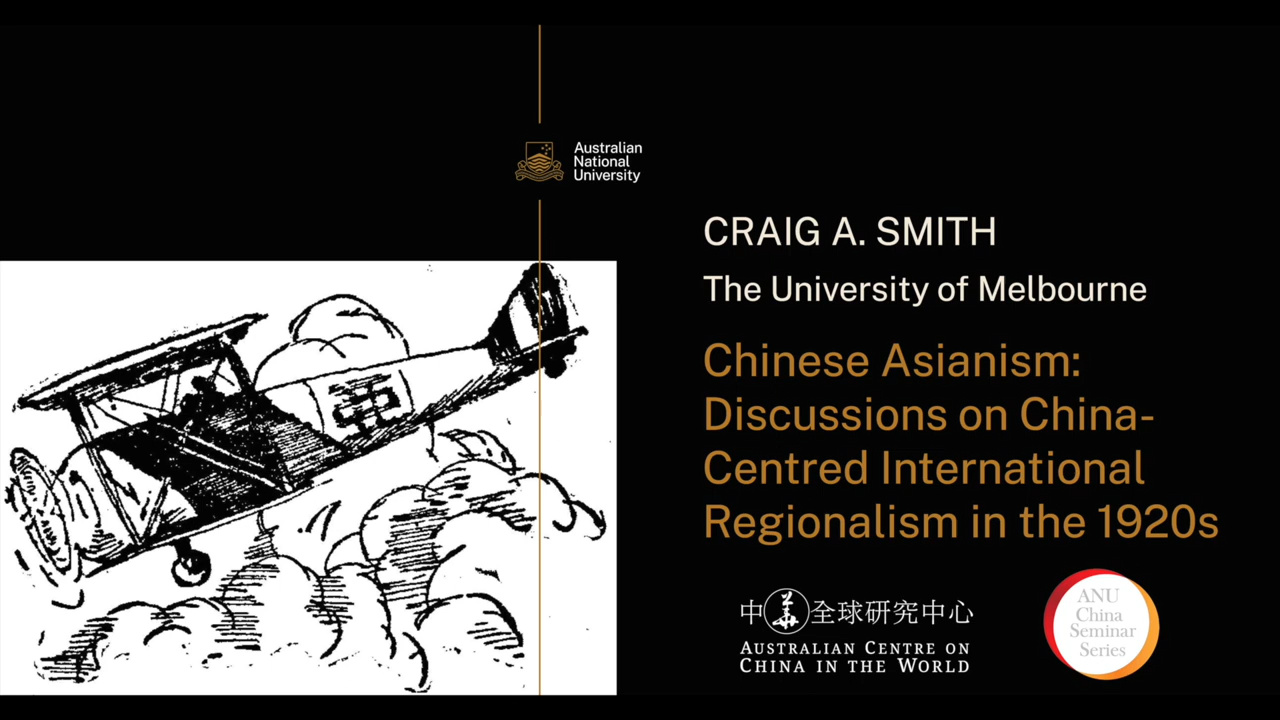 Australian
National
University
CRAIG A. SMITH
The University of Melbourne
Chinese Asianism:
Discussions on China-
Centred International
Regionalism in the 1920s
亞
中華全球研究中心
AUSTRALIAN CENTRE ON
CHINA IN THE WORLD
ANU
China
Seminar
Series